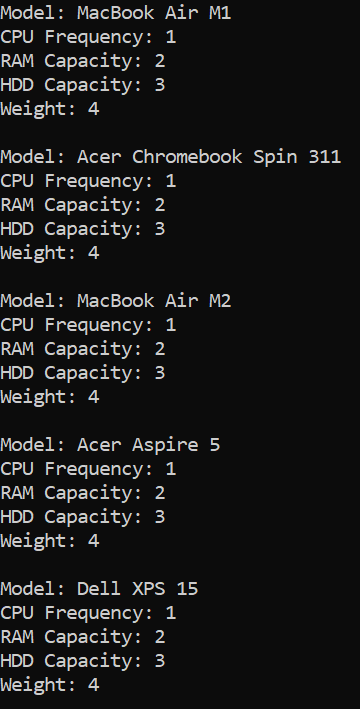 Model: MacBook Air M1
CPU Frequency: 1
RAM Capacity: 2
HDD Capacity: 3
Weight: 4

Model: Acer Chromebook Spin 311
CPU Frequency: 1
RAM Capacity: 2
HDD Capacity: 3
Weight: 4

Model: MacBook Air M2
CPU Frequency: 1
RAM Capacity: 2
HDD Capacity: 3
Weight: 4

Model: Acer Aspire 5
CPU Frequency: 1
RAM Capacity: 2
HDD Capacity: 3
Weight: 4

Model: Dell XPS 15
CPU Frequency: 1
RAM Capacity: 2
HDD Capacity: 3
Weight: 4